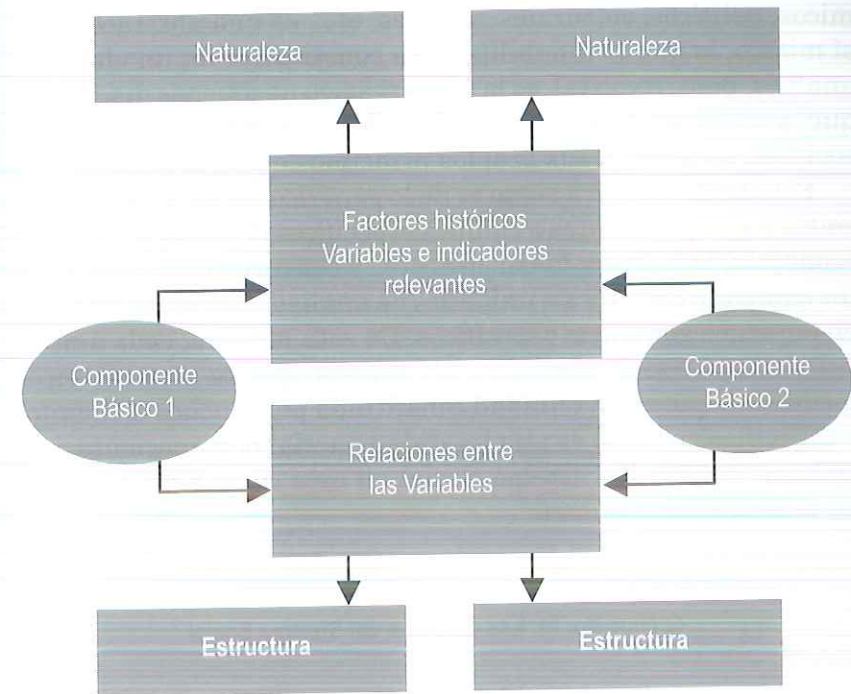 Naturaleza
Naturaleza
Factores históricos
Variables e indicadores
relevantes
Componente
Básico 1
Componente
Básico 2
Relaciones entre
las Variables
Estructura
Estructura